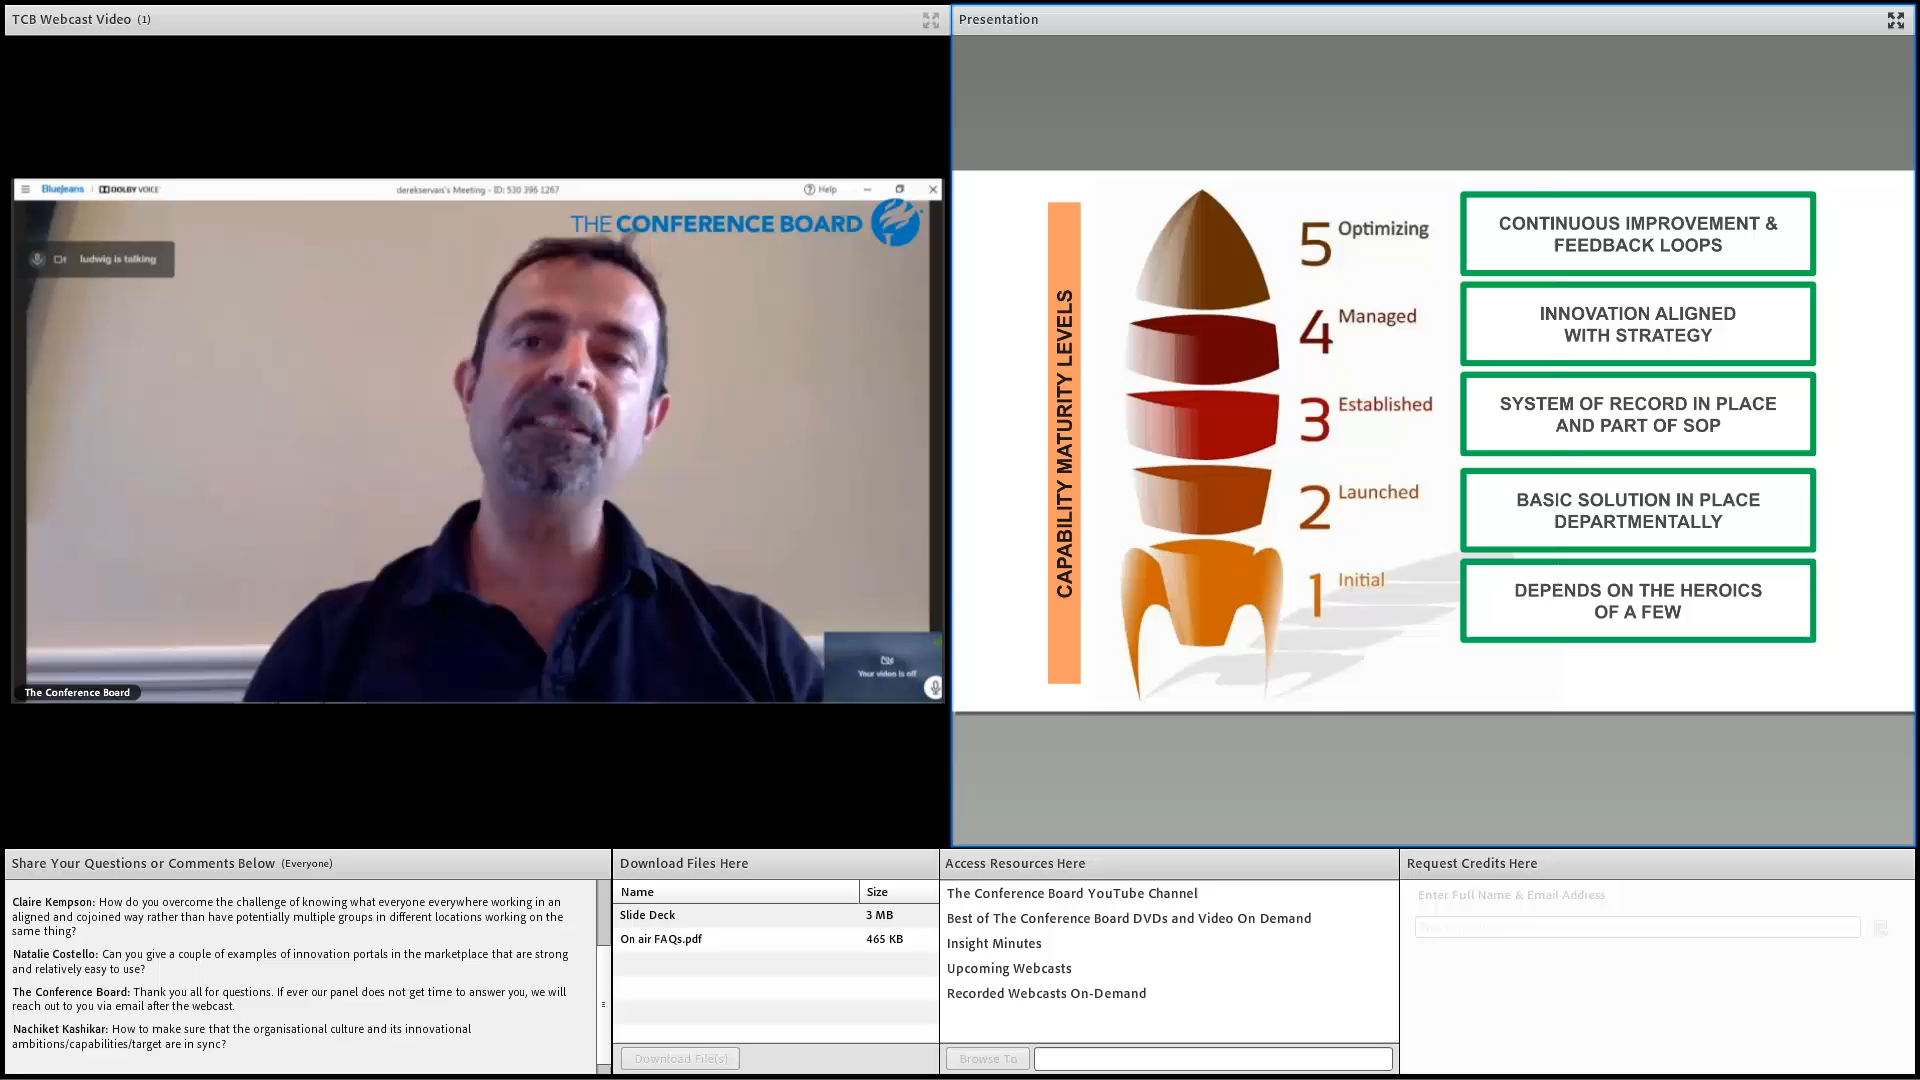 TCB Webcast Video (1)
BlueJeans | DOLBY VOICE
derekservais's Meeting - ID: 530 396 1267
Help
THE CONFERENCE BOARD
ludwig is talking
Your video is off
The Conference Board
Presentation
CAPABILITY MATURITY LEVELS
5 Optimizing
CONTINUOUS IMPROVEMENT &
FEEDBACK LOOPS
4 Managed
INNOVATION ALIGNED
WITH STRATEGY
3 Established
SYSTEM OF RECORD IN PLACE
AND PART OF SOP
2 Launched
BASIC SOLUTION IN PLACE
DEPARTMENTALLY
1 Initial
DEPENDS ON THE HEROICS
OF A FEW
Share Your Questions or Comments Below (Everyone)
Claire Kempson: How do you overcome the challenge of knowing what everyone everywhere working in an
aligned and cojoined way rather than have potentially multiple groups in different locations working on the
same thing?
Natalie Costello: Can you give a couple of examples of innovation portals in the marketplace that are strong
and relatively easy to use?
The Conference Board: Thank you all for questions. If ever our panel does not get time to answer you, we will
reach out to you via email after the webcast.
Nachiket Kashikar: How to make sure that the organisational culture and its innovational
ambitions/capabilities/target are in sync?
Download Files Here
Name Size
Slide Deck 3 MB
On air FAQs.pdf 465 KB
Download File(s)
Access Resources Here
The Conference Board YouTube Channel
Best of The Conference Board DVDs and Video On Demand
Insight Minutes
Upcoming Webcasts
Recorded Webcasts On-Demand
Browse To
Request Credits Here
Enter Full Name & Email Address